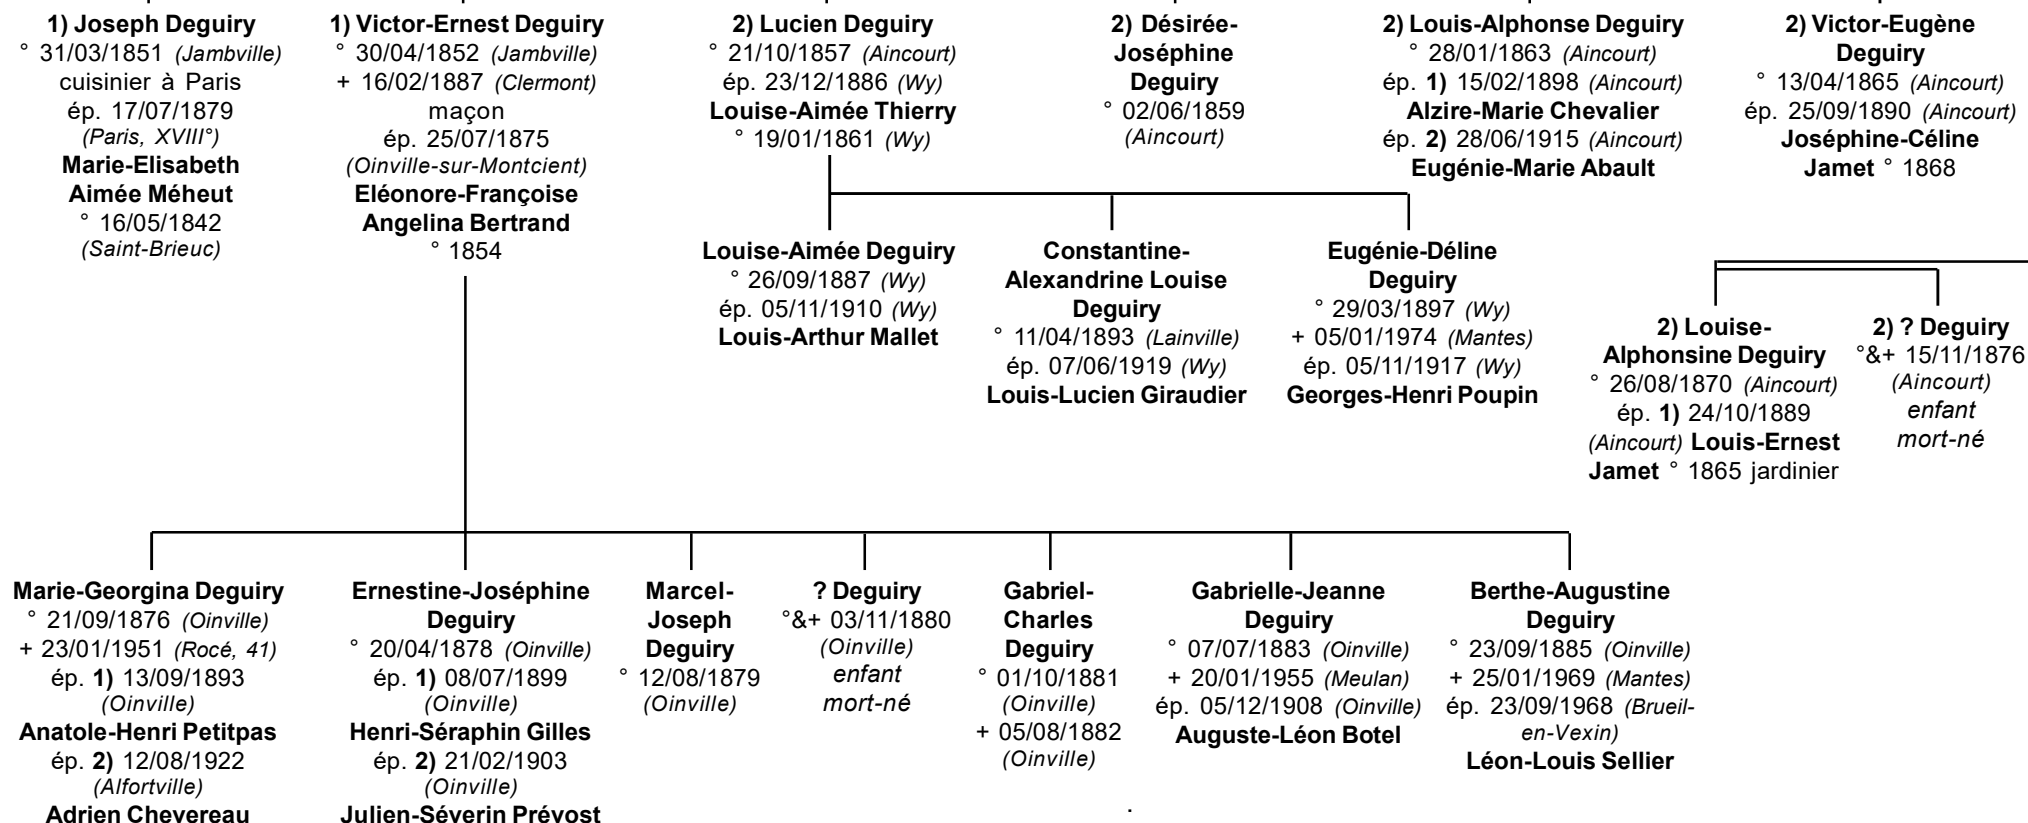 1) Joseph Deguiry
° 31/03/1851 (Jambville)
cuisinier à Paris
ép. 17/07/1879
(Paris, XVIII°)
Marie-Elisabeth
Aimée Méheut
° 16/05/1842
(Saint-Brieuc)
1) Victor-Ernest Deguiry
° 30/04/1852 (Jambville)
+ 16/02/1887 (Clermont)
maçon
ép. 25/07/1875
(Oinville-sur-Montcient)
Eléonore-Françoise
Angelina Bertrand
° 1854
2) Lucien Deguiry
° 21/10/1857 (Aincourt)
ép. 23/12/1886 (Wy)
Louise-Aimée Thierry
° 19/01/1861 (Wy)
2) Désirée-
Joséphine
Deguiry
° 02/06/1859
(Aincourt)
2) Louis-Alphonse Deguiry
° 28/01/1863 (Aincourt)
ép. 1) 15/02/1898 (Aincourt)
Alzire-Marie Chevalier
ép. 2) 28/06/1915 (Aincourt)
Eugénie-Marie Abault
2) Victor-Eugène
Deguiry
° 13/04/1865 (Aincourt)
ép. 25/09/1890 (Aincourt)
Joséphine-Céline
Jamet ° 1868
Louise-Aimée Deguiry
° 26/09/1887 (Wy)
ép. 05/11/1910 (Wy)
Louis-Arthur Mallet
Constantine-
Alexandrine Louise
Deguiry
° 11/04/1893 (Lainville)
ép. 07/06/1919 (Wy)
Louis-Lucien Giraudier
Eugénie-Déline
Deguiry
° 29/03/1897 (Wy)
+ 05/01/1974 (Mantes)
ép. 05/11/1917 (Wy)
Georges-Henri Poupin
2) Louise-
Alphonsine Deguiry
° 26/08/1870 (Aincourt)
ép. 1) 24/10/1889
(Aincourt) Louis-Ernest
Jamet ° 1865 jardinier
2) ? Deguiry
°&+ 15/11/1876
(Aincourt)
enfant
mort-né
Marie-Georgina Deguiry
° 21/09/1876 (Oinville)
+ 23/01/1951 (Rocé, 41)
ép. 1) 13/09/1893
(Oinville)
Anatole-Henri Petitpas
ép. 2) 12/08/1922
(Alfortville)
Adrien Chevereau
Ernestine-Joséphine
Deguiry
° 20/04/1878 (Oinville)
ép. 1) 08/07/1899
(Oinville)
Henri-Séraphin Gilles
ép. 2) 21/02/1903
(Oinville)
Julien-Séverin Prévost
Marcel-
Joseph
Deguiry
° 12/08/1879
(Oinville)
? Deguiry
°&+ 03/11/1880
(Oinville)
enfant
mort-né
Gabriel-
Charles
Deguiry
° 01/10/1881
(Oinville)
+ 05/08/1882
(Oinville)
Gabrielle-Jeanne
Deguiry
° 07/07/1883 (Oinville)
+ 20/01/1955 (Meulan)
ép. 05/12/1908 (Oinville)
Auguste-Léon Botel
Berthe-Augustine
Deguiry
° 23/09/1885 (Oinville)
+ 25/01/1969 (Mantes)
ép. 23/09/1968 (Brueil-
en-Vexin)
Léon-Louis Sellier